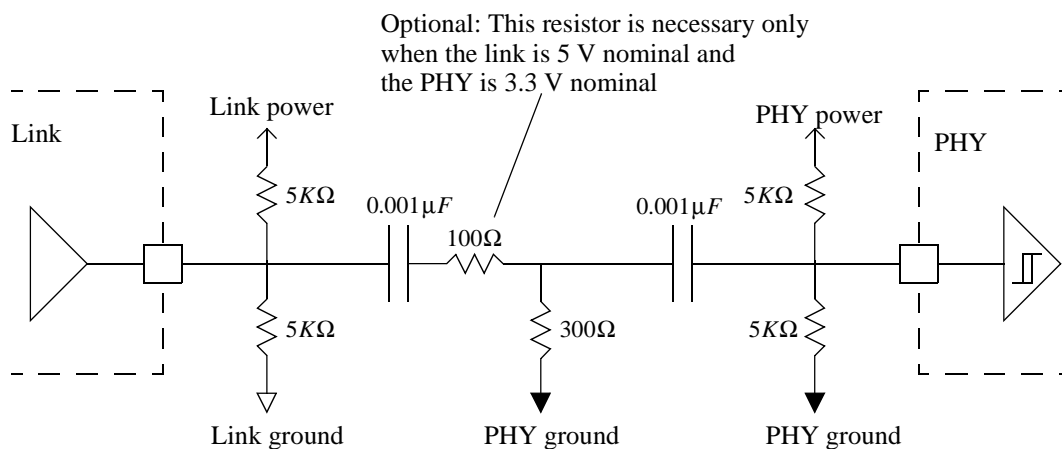 Optional: This resistor is necessary only
when the link is 5 V nominal and
the PHY is 3.3 V nominal
Link power
PHY power
Link
PHY
5KΩ
0.001μF
100Ω
0.001μF
5KΩ
5KΩ
300Ω
5KΩ
Link ground
PHY ground
PHY ground